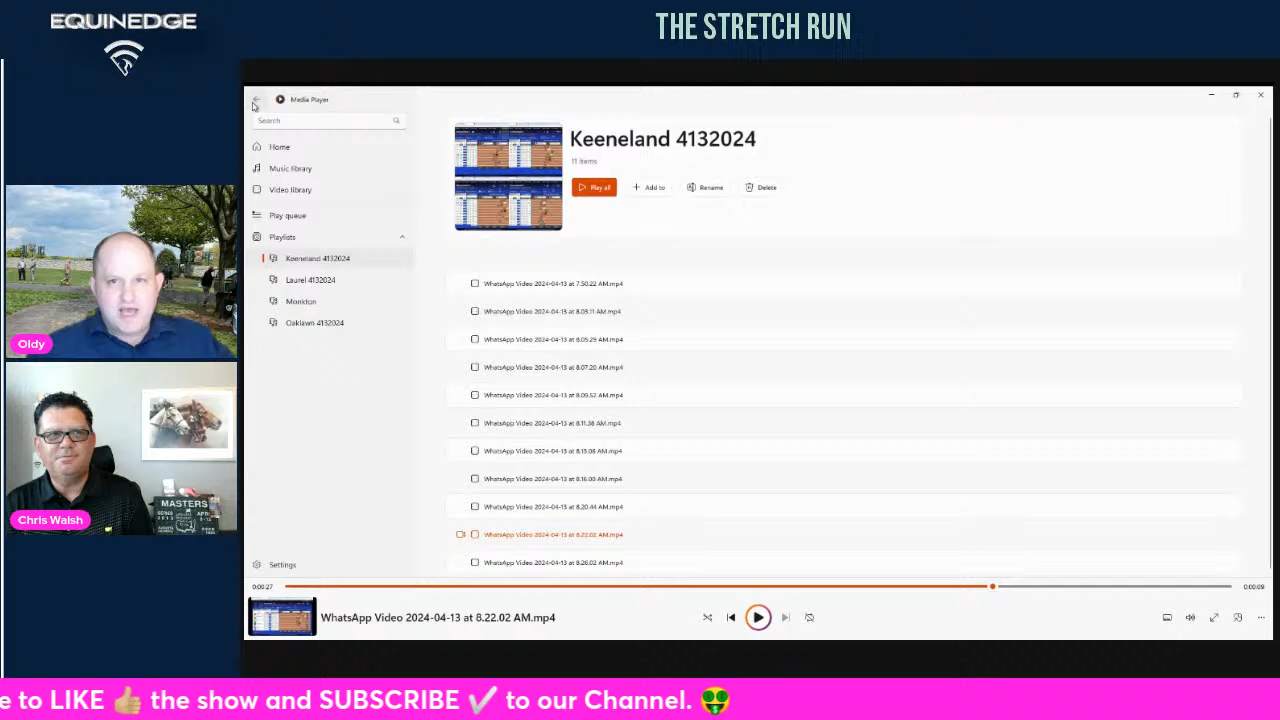 EQUINEDGE
THE STRETCH RUN
Media Player
Search
Home
Music library
Video library
Play queue
Playlists
Keeneland 4132024
Laurel 4132024
Monkton
Oaklawn 4132024
Settings
Keeneland 4132024
11 items
Play all
Add to
Rename
Delete
WhatsApp Video 2024-04-13 at 7.50.22 AM.mp4
WhatsApp Video 2024-04-13 at 8.03.11 AM.mp4
WhatsApp Video 2024-04-13 at 8.05.29 AM.mp4
WhatsApp Video 2024-04-13 at 8.07.20 AM.mp4
WhatsApp Video 2024-04-13 at 8.09.52 AM.mp4
WhatsApp Video 2024-04-13 at 8.11.38 AM.mp4
WhatsApp Video 2024-04-13 at 8.15.08 AM.mp4
WhatsApp Video 2024-04-13 at 8.16.00 AM.mp4
WhatsApp Video 2024-04-13 at 8.20.44 AM.mp4
WhatsApp Video 2024-04-13 at 8.22.02 AM.mp4
WhatsApp Video 2024-04-13 at 8.26.02 AM.mp4
0:00:27
0:00:09
WhatsApp Video 2024-04-13 at 8.22.02 AM.mp4
Oldy
MASTERS
Chris Walsh
e to LIKE 👍🏼 the show and SUBSCRIBE ✔️ to our Channel. 🤑